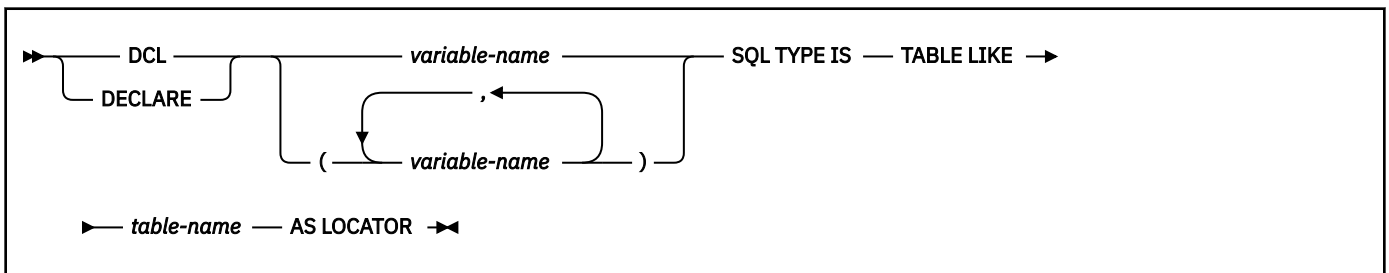 DCL variable-name SQL TYPE IS TABLE LIKE
DECLARE ,
( variable-name )
table-name AS LOCATOR